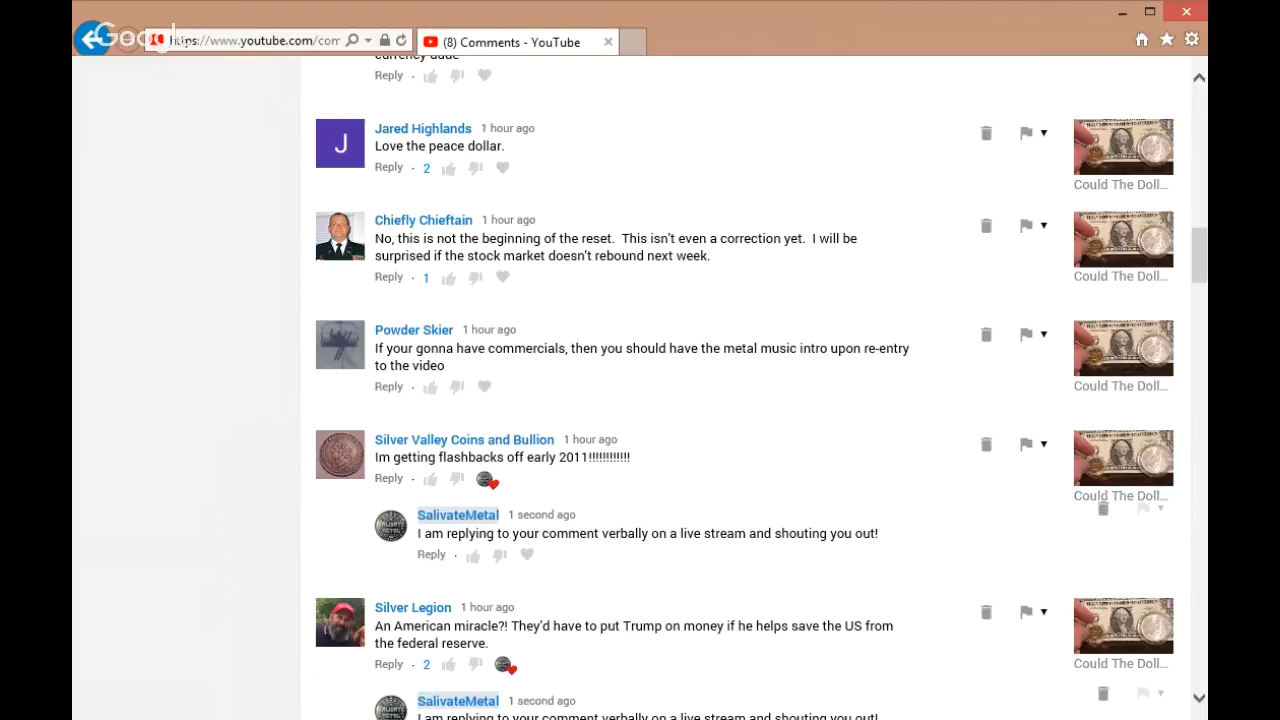 Google
https://www.youtube.com/com
(8) Comments - YouTube
currency dude
Reply ·
Jared Highlands 1 hour ago
Love the peace dollar.
Reply · 2
Could The Doll...
J
Chiefly Chieftain 1 hour ago
No, this is not the beginning of the reset. This isn't even a correction yet. I will be
surprised if the stock market doesn't rebound next week.
Reply · 1
Could The Doll...
Powder Skier 1 hour ago
If your gonna have commercials, then you should have the metal music intro upon re-entry
to the video
Reply ·
Could The Doll...
Silver Valley Coins and Bullion 1 hour ago
Im getting flashbacks off early 2011!!!!!!!!!!!!
Reply ·
Could The Doll...
SalivateMetal 1 second ago
I am replying to your comment verbally on a live stream and shouting you out!
Reply ·
Silver Legion 1 hour ago
An American miracle?! They'd have to put Trump on money if he helps save the US from
the federal reserve.
Reply · 2
Could The Doll...
SalivateMetal 1 second ago
I am replying to your comment verbally on a live stream and shouting you out!